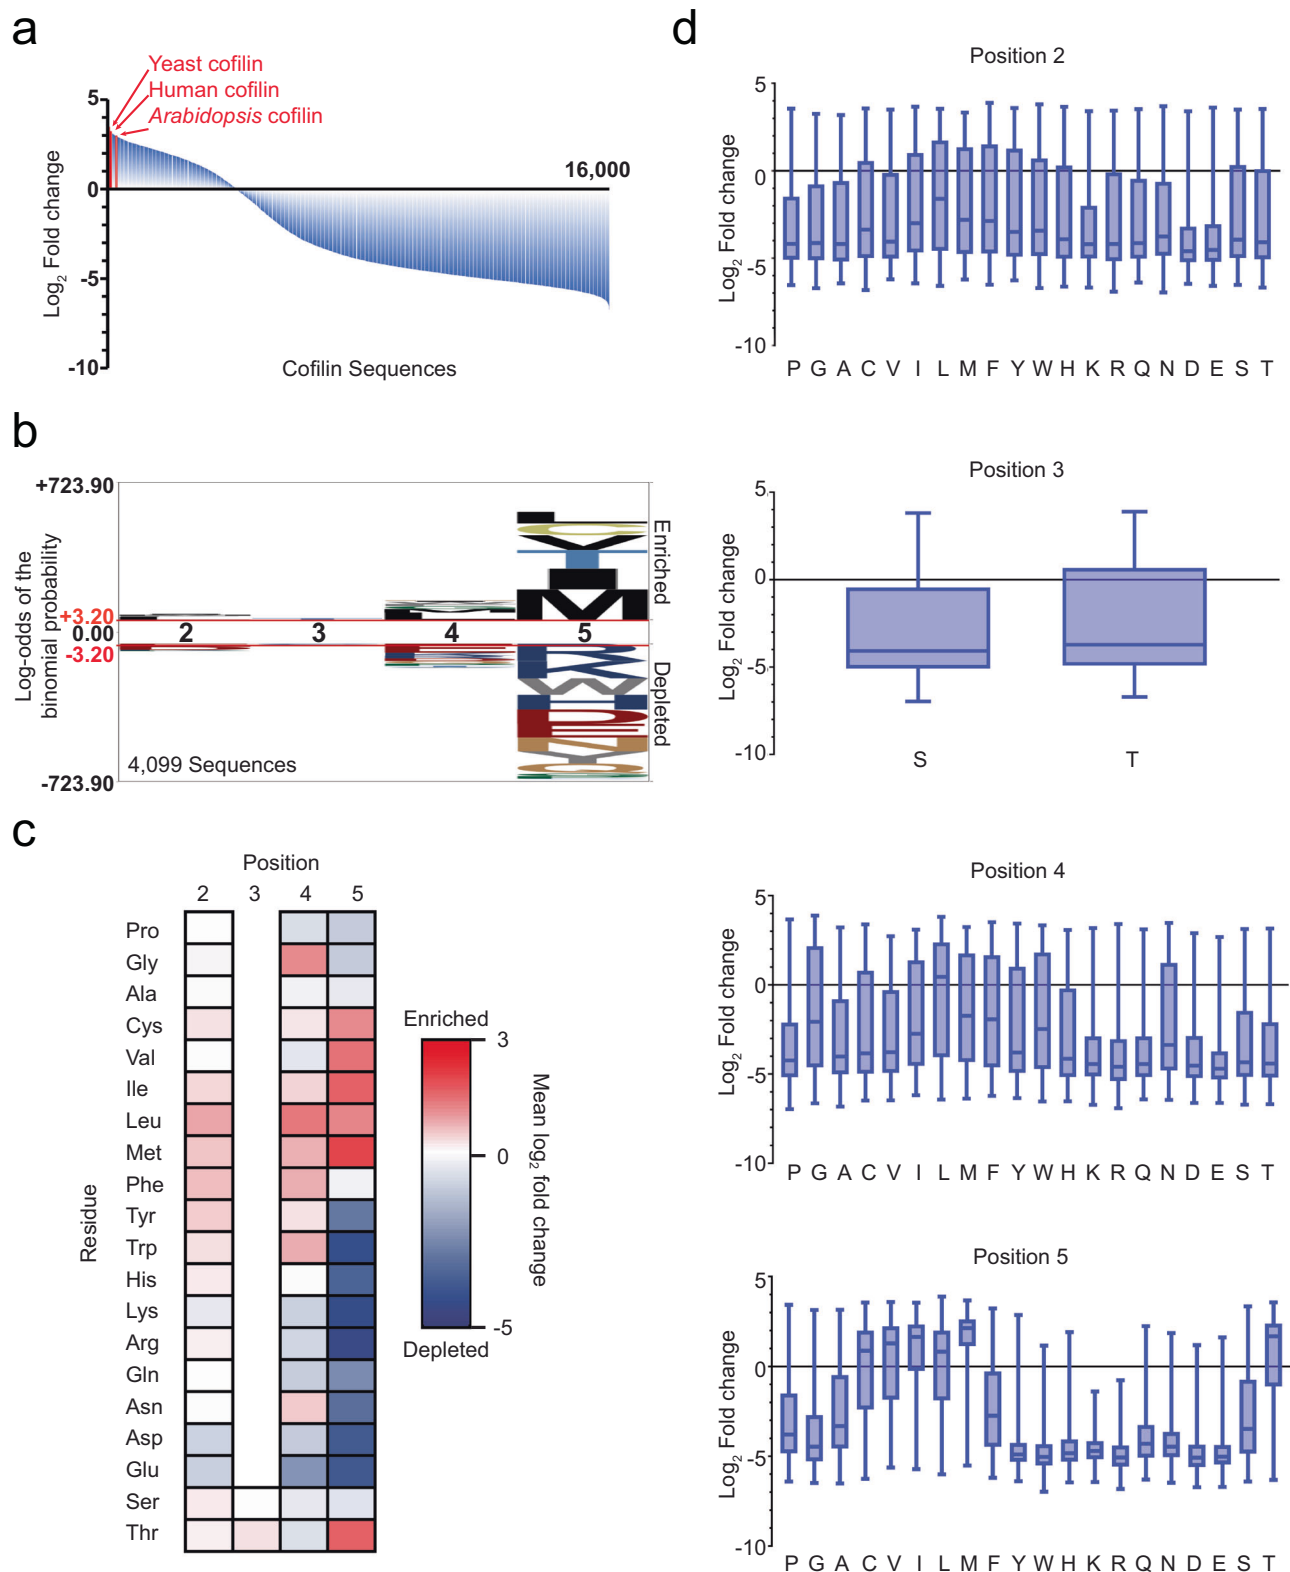 a
Yeast cofilin
Human cofilin
Arabidopsis cofilin
5
0
-5
-10
Log2 Fold change
16,000
Cofilin Sequences
b
+723.90
+3.20
0.00
-3.20
-723.90
Log-odds of the
binomial probability
2
3
4
5
Enriched
Depleted
4,099 Sequences
c
Position
2 3 4 5
Residue
Pro
Gly
Ala
Cys
Val
Ile
Leu
Met
Phe
Tyr
Trp
His
Lys
Arg
Gln
Asn
Asp
Glu
Ser
Thr
Enriched
3
0
-5
Depleted
Mean log2 fold change
d
Position 2
5
0
-5
-10
Log2 Fold change
P G A C V I L M F Y W H K R Q N D E S T
Position 3
5
0
-5
-10
Log2 Fold change
S T
Position 4
5
0
-5
-10
Log2 Fold change
P G A C V I L M F Y W H K R Q N D E S T
Position 5
5
0
-5
-10
Log2 Fold change
P G A C V I L M F Y W H K R Q N D E S T